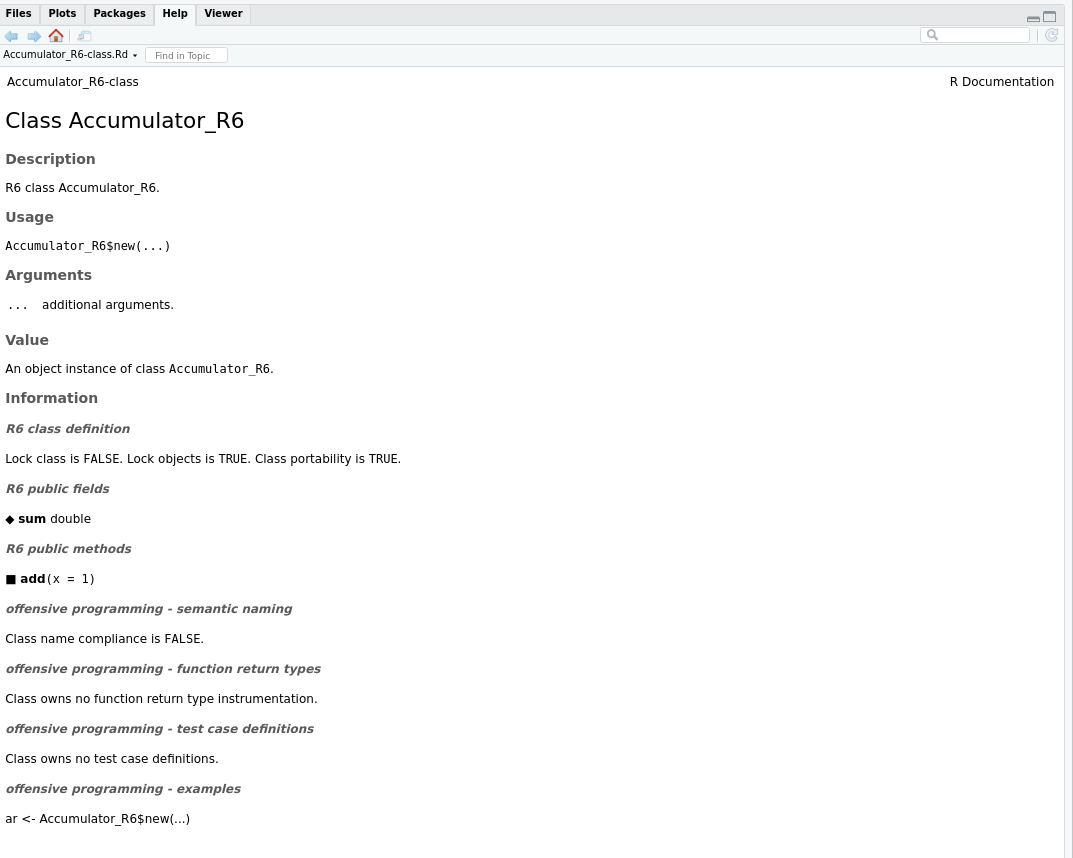 Files Plots Packages Help Viewer
Accumulator_R6-class.Rd Find in Topic
Accumulator_R6-class R Documentation
Class Accumulator_R6
Description
R6 class Accumulator_R6.
Usage
Accumulator_R6$new(...)
Arguments
... additional arguments.
Value
An object instance of class Accumulator_R6.
Information
R6 class definition
Lock class is FALSE. Lock objects is TRUE. Class portability is TRUE.
R6 public fields
◆ sum double
R6 public methods
■ add(x = 1)
offensive programming - semantic naming
Class name compliance is FALSE.
offensive programming - function return types
Class owns no function return type instrumentation.
offensive programming - test case definitions
Class owns no test case definitions.
offensive programming - examples
ar <- Accumulator_R6$new(...)